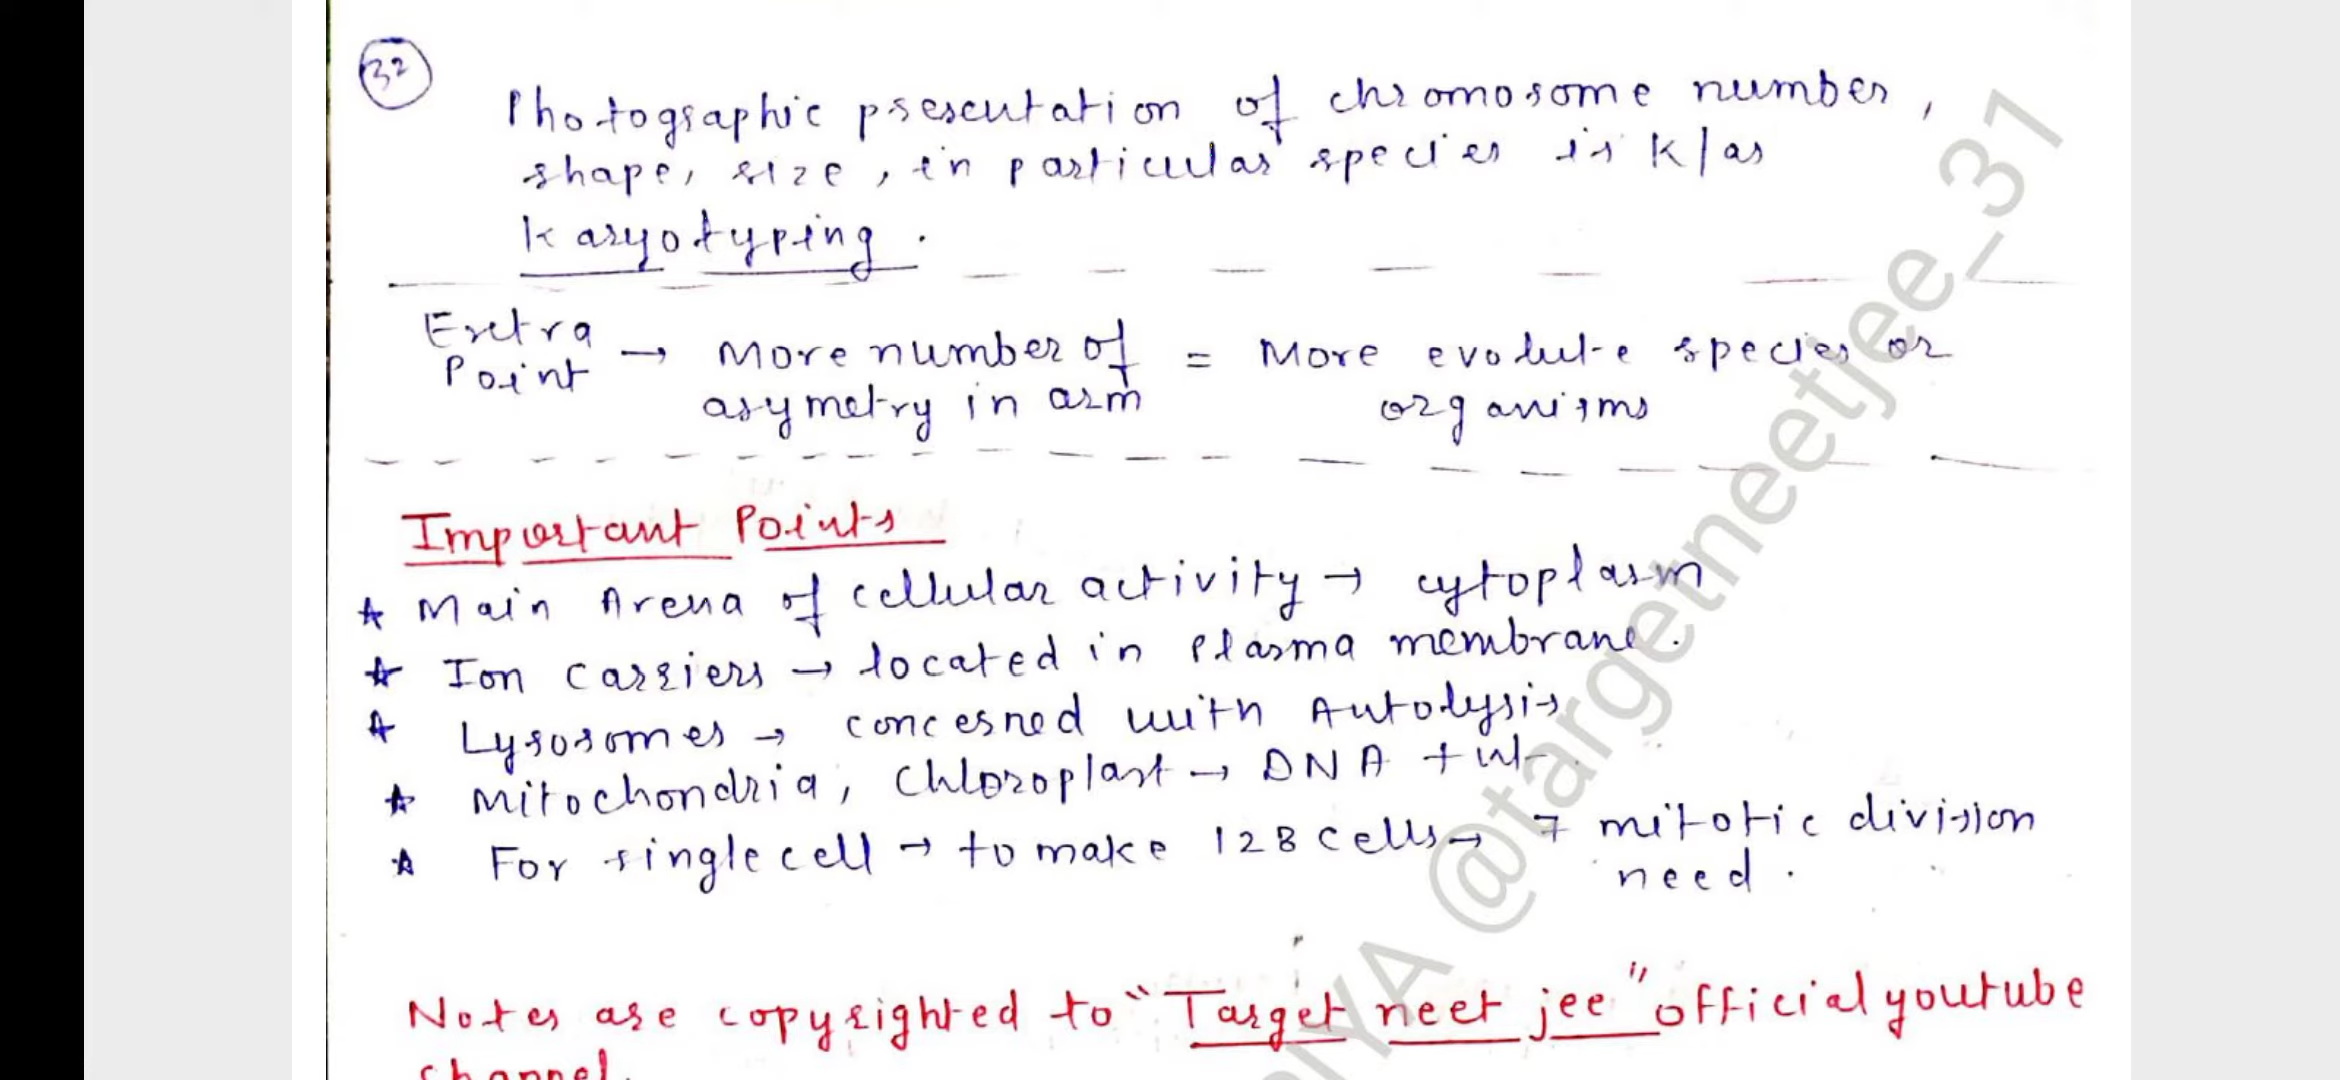 32
Photographic presentation of chromosome number,
shape, size, in particular species is k/as
Karyotyping.
Extra Point → More number of asymetry in arm = More evolute species or organisms
Important Points
★ Main Arena of cellular activity → cytoplasm
★ Ion carriers → located in Plasma membrane.
★ Lysosomes → concerned with Autolysis
★ Mitochondria, Chloroplast → DNA +nt
★ For single cell → to make 128 cells → 7 mitotic division
need.
Notes are copyrighted to "Target neet jee" official youtube
channel.
@targetneetjee_31